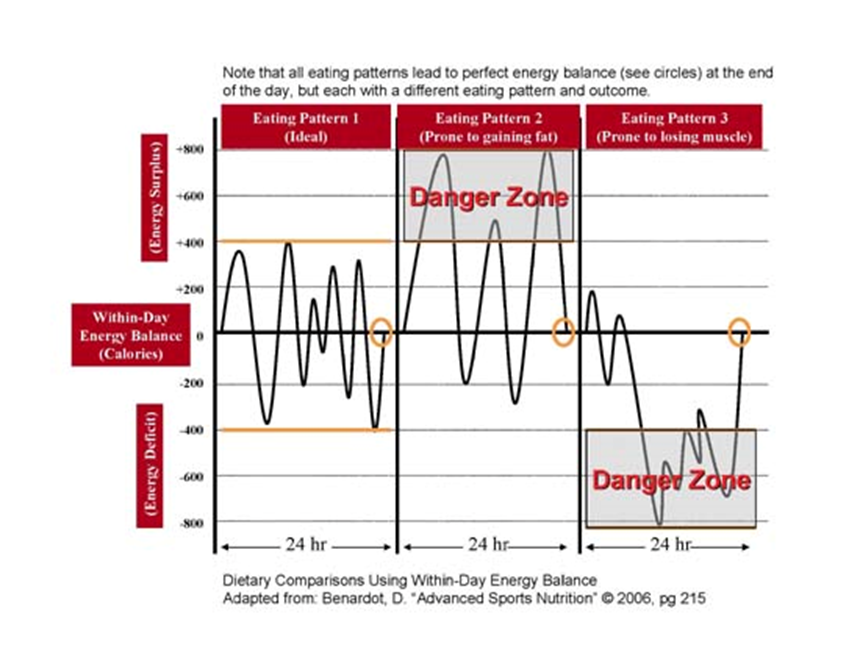 Note that all eating patterns lead to perfect energy balance (see circles) at the end
of the day, but each with a different eating pattern and outcome.
Eating Pattern 1
(Ideal)
Eating Pattern 2
(Prone to gaining fat)
Eating Pattern 3
(Prone to losing muscle)
(Energy Surplus)
+800
+600
+400
+200
0
-200
-400
-600
-800
Within-Day
Energy Balance
(Calories)
(Energy Deficit)
Danger Zone
Danger Zone
24 hr
24 hr
24 hr
Dietary Comparisons Using Within-Day Energy Balance
Adapted from: Benardot, D. "Advanced Sports Nutrition" © 2006, pg 215